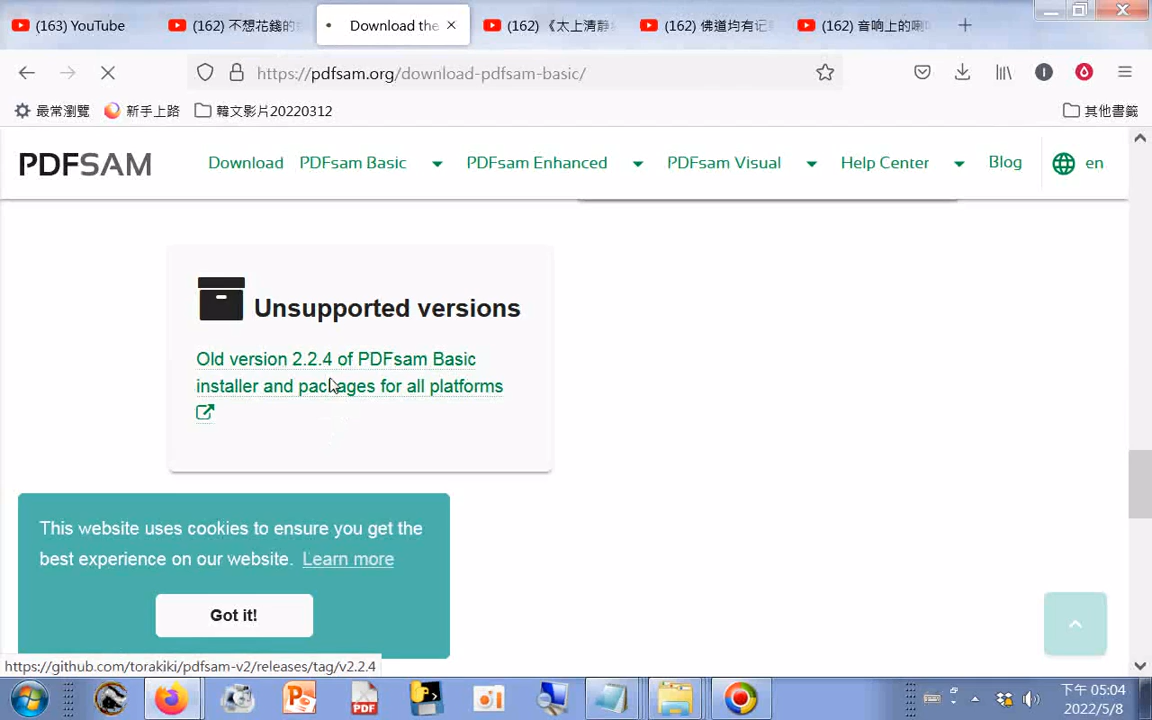 (163) YouTube
(162) 不想花錢的
Download the
(162) 《太上清靜
(162) 佛道均有记
(162) 音响上的喇
https://pdfsam.org/download-pdfsam-basic/
最常瀏覽
新手上路
韓文影片20220312
其他書籤
PDFSAM
Download
PDFsam Basic
PDFsam Enhanced
PDFsam Visual
Help Center
Blog
en
Unsupported versions
Old version 2.2.4 of PDFsam Basic
installer and packages for all platforms
This website uses cookies to ensure you get the
best experience on our website. Learn more
Got it!
https://github.com/torakiki/pdfsam-v2/releases/tag/v2.2.4
下午 05:04
2022/5/8